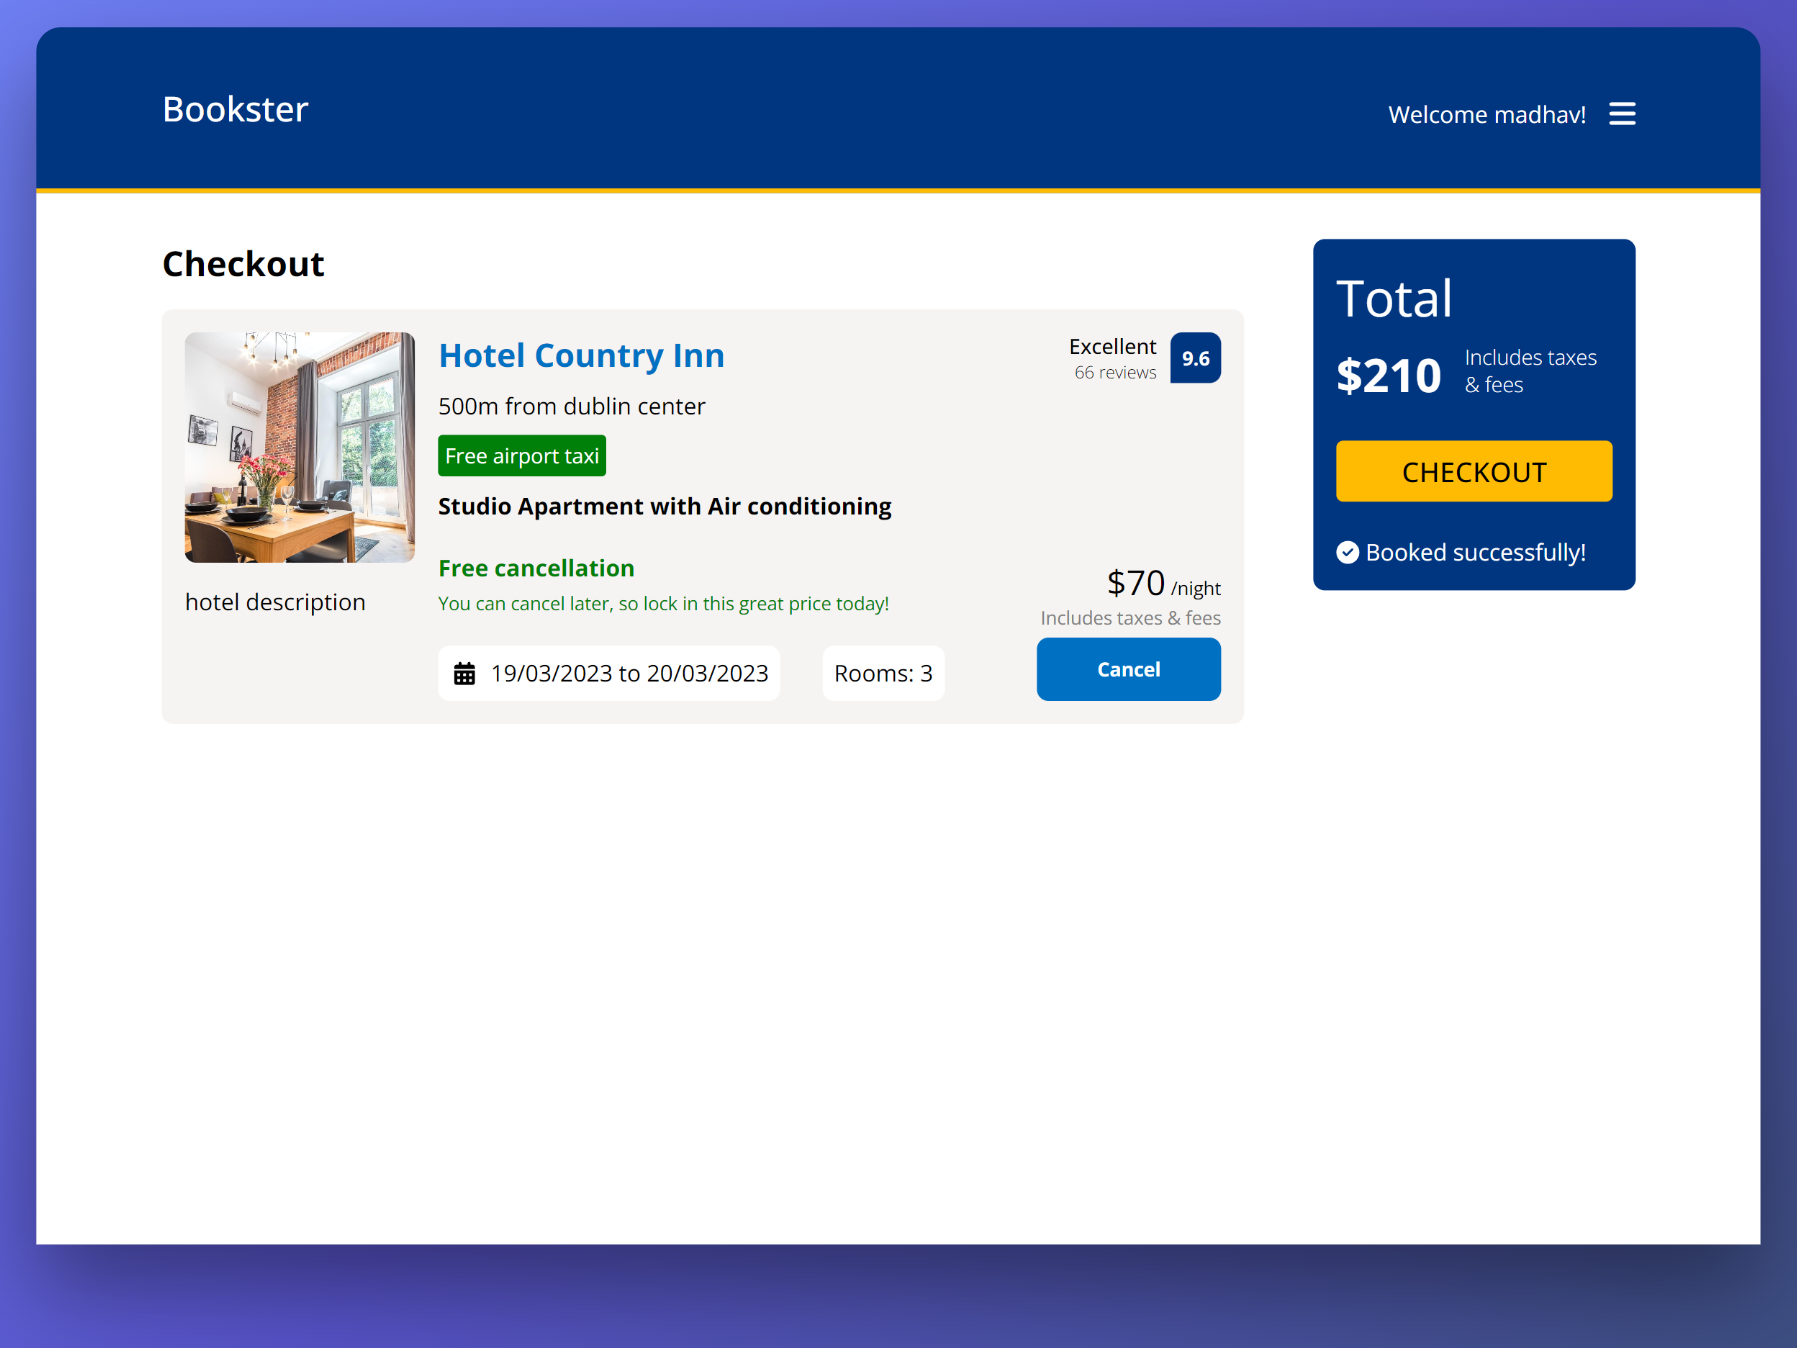 Bookster
Welcome madhav!
Checkout
Hotel Country Inn
500m from dublin center
Free airport taxi
Studio Apartment with Air conditioning
Free cancellation
You can cancel later, so lock in this great price today!
hotel description
19/03/2023 to 20/03/2023
Rooms: 3
Excellent
66 reviews
9.6
$70 /night
Includes taxes & fees
Cancel
Total
$210
Includes taxes
& fees
CHECKOUT
Booked successfully!